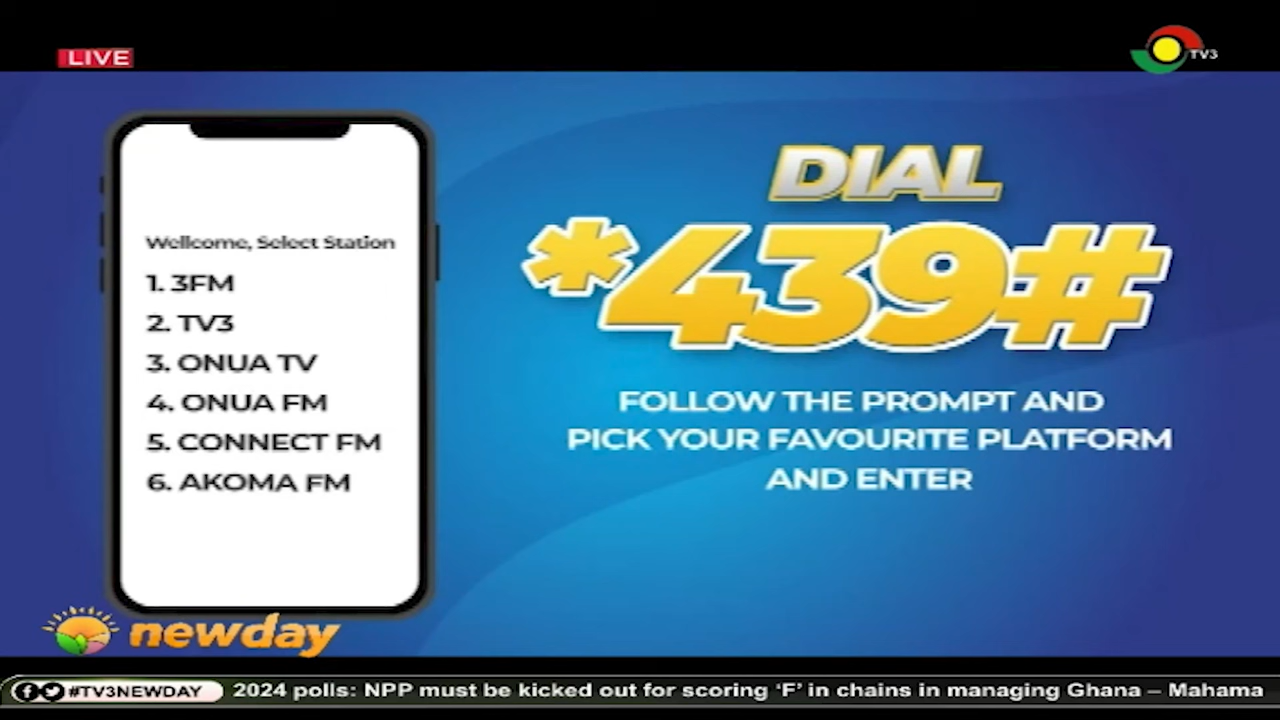 LIVE
TV3
Wellcome, Select Station
1. 3FM
2. TV3
3. ONUA TV
4. ONUA FM
5. CONNECT FM
6. AKOMA FM
DIAL
*439#
FOLLOW THE PROMPT AND
PICK YOUR FAVOURITE PLATFORM
AND ENTER
newday
#TV3NEWDAY 2024 polls: NPP must be kicked out for scoring ‘F’ in chains in managing Ghana – Mahama